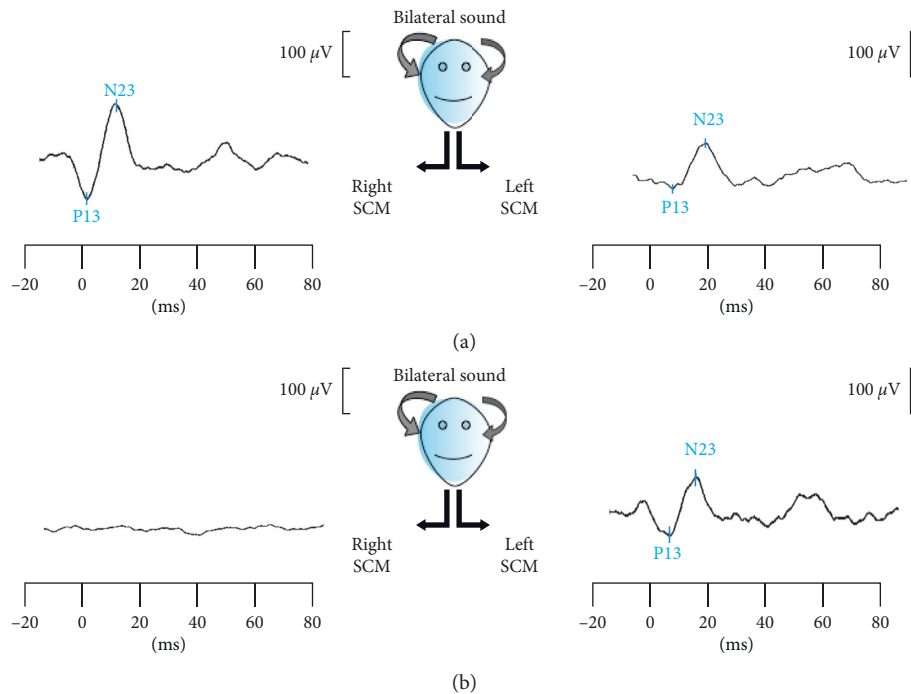 Bilateral sound
100 μV
100 μV
N23
N23
P13
P13
Right
SCM
Left
SCM
–20 0 20 40 60 80
(ms)
–20 0 20 40 60 80
(ms)
(a)
Bilateral sound
100 μV
100 μV
N23
P13
Right
SCM
Left
SCM
–20 0 20 40 60 80
(ms)
–20 0 20 40 60 80
(ms)
(b)